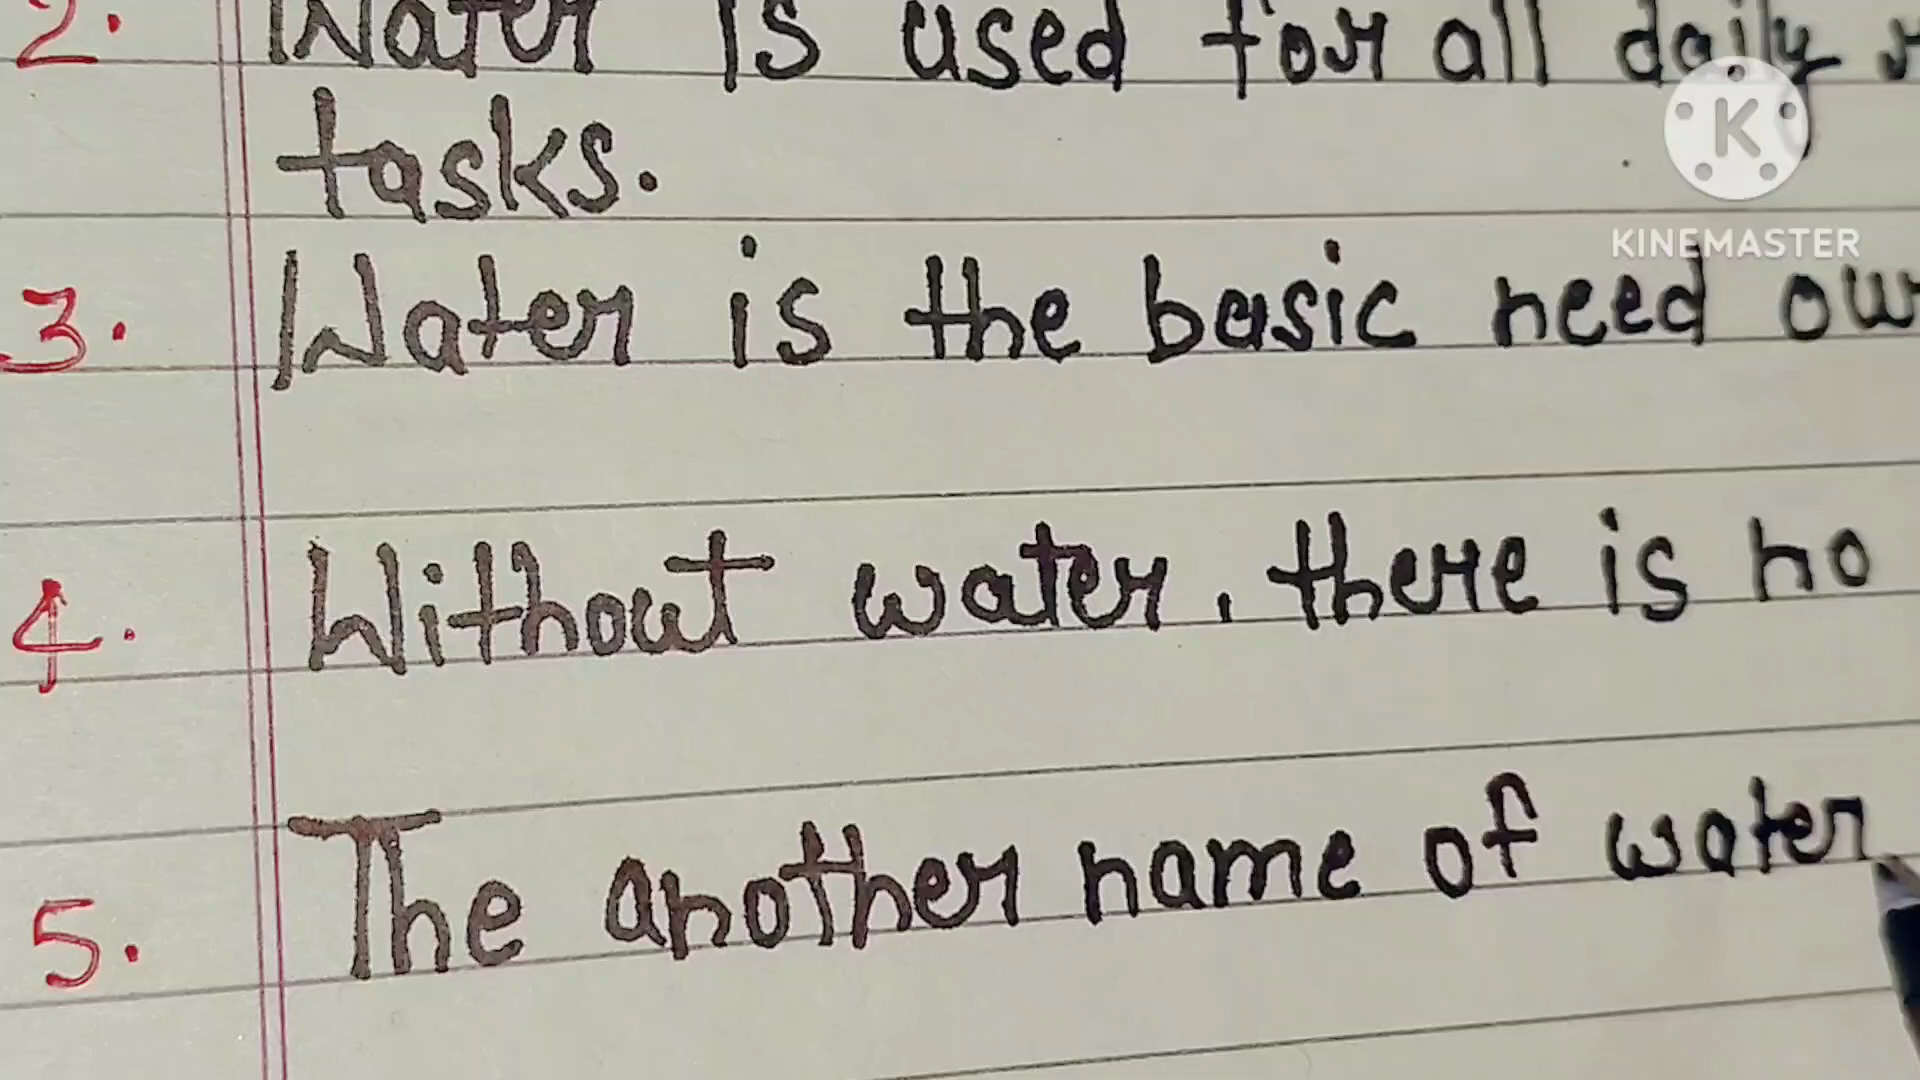 2. Water is used for all daily
tasks.
3. Water is the basic need
4. Without water, there is no
5. The another name of water
KINEMASTER